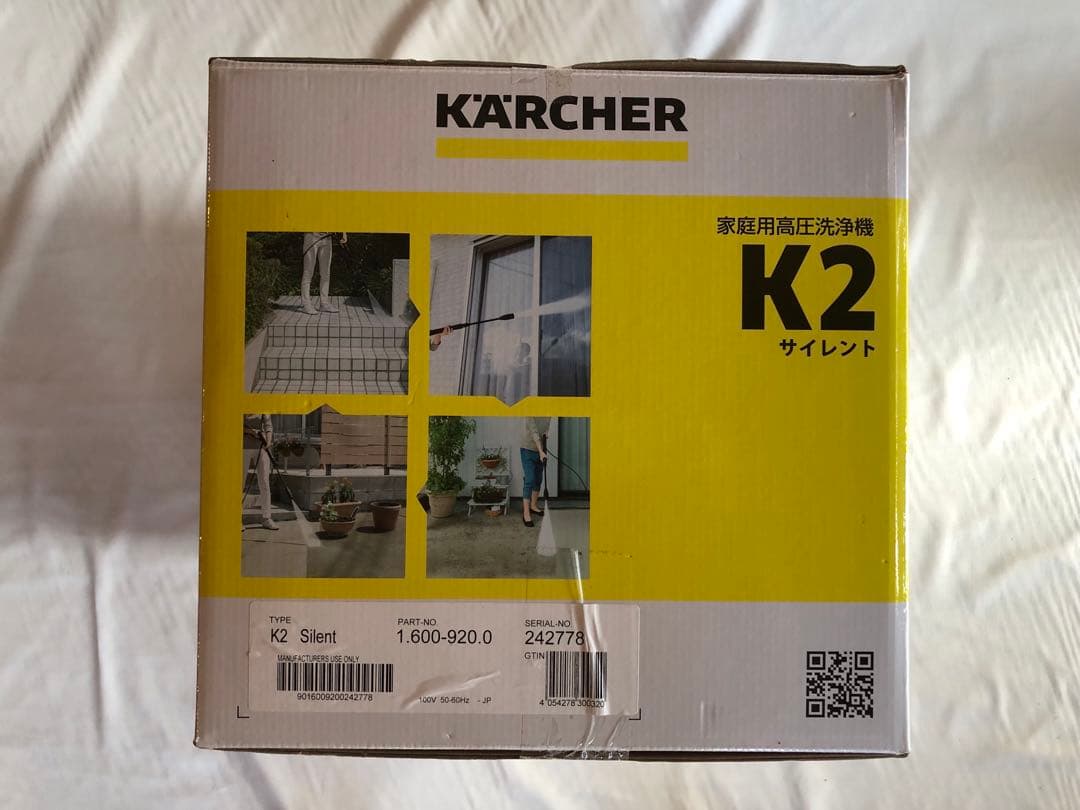 KÄRCHER
家庭用高圧洗浄機
K2
サイレント
TYPE PART-NO. SERIAL-NO.
K2 Silent 1.600-920.0 242778
MANUFACTURERS USE ONLY GTIN
9016009200242778 100V 50-60Hz - JP 4 054278 300320